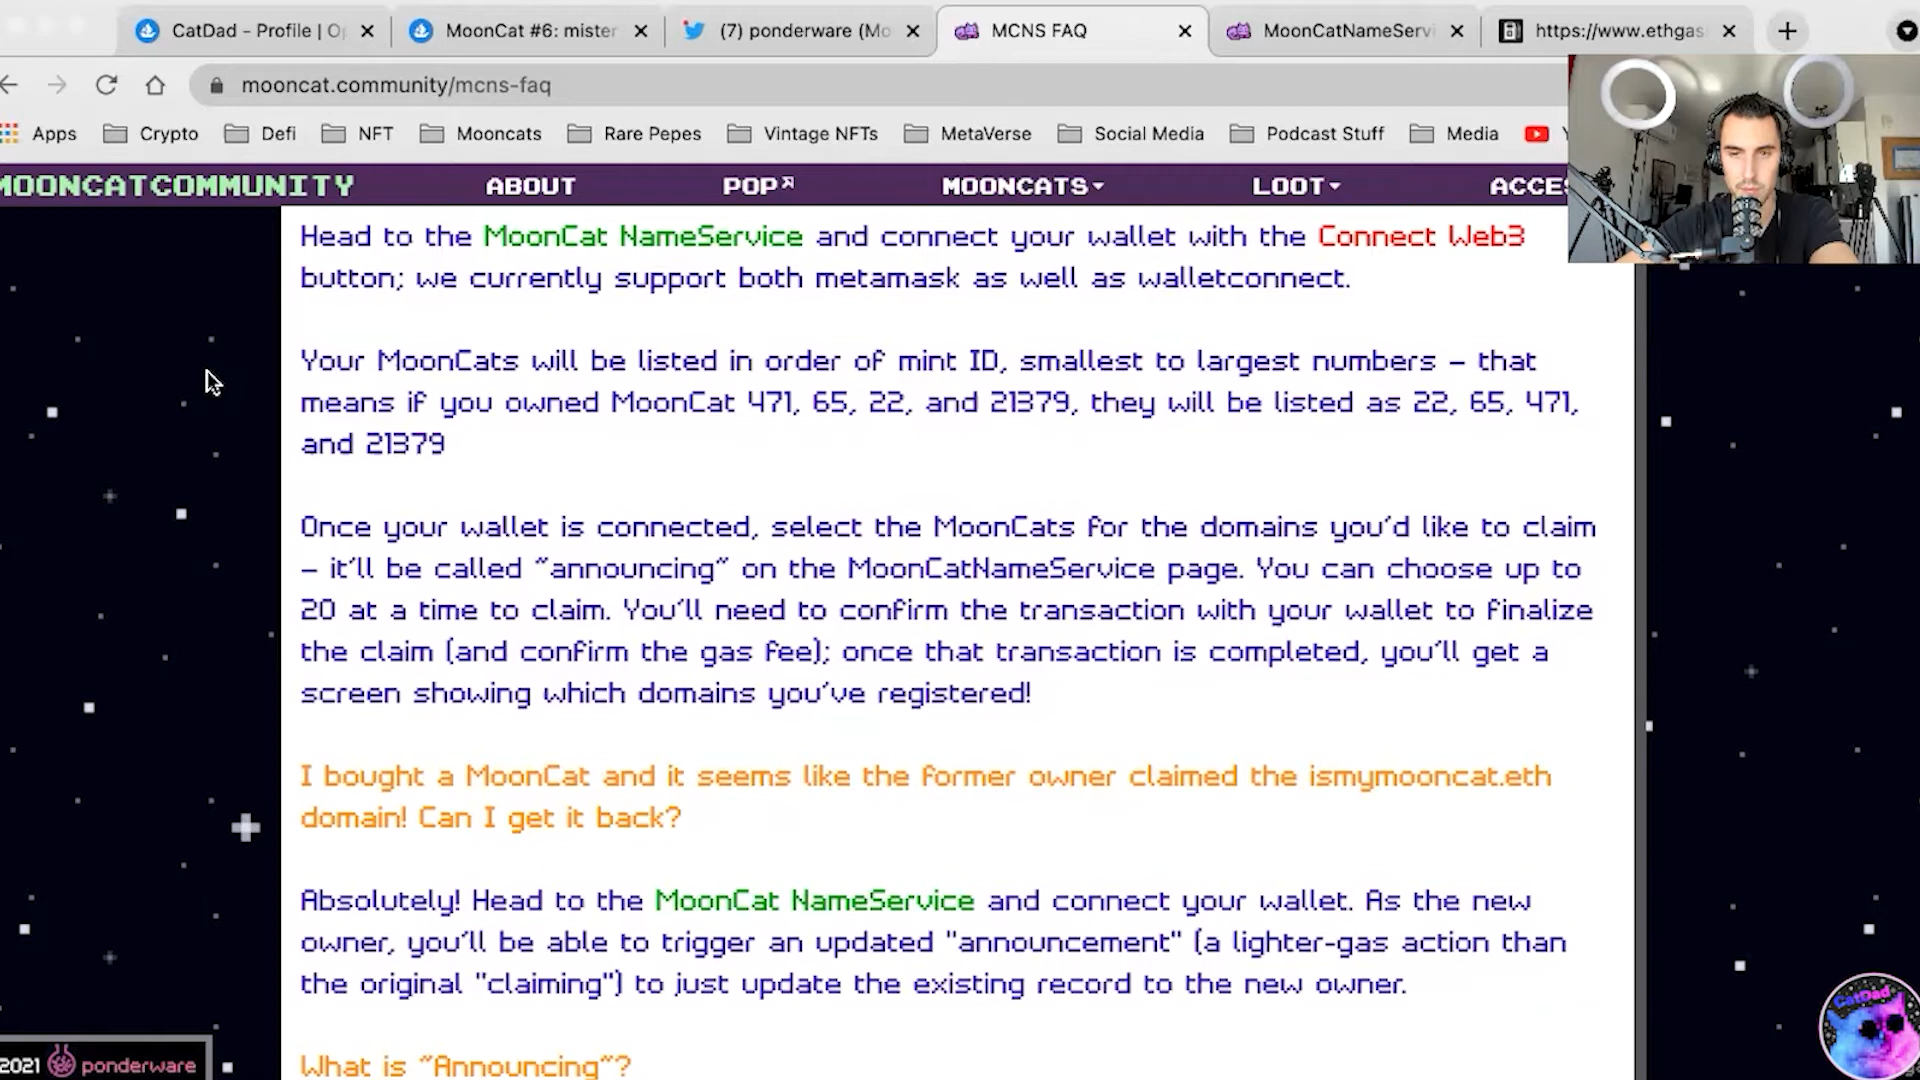 CatDad - Profile | O
MoonCat #6: mister
(7) ponderware (Mo
MCNS FAQ
MoonCatNameServi
https://www.ethgas
mooncat.community/mcns-faq
Apps
Crypto
Defi
NFT
Mooncats
Rare Pepes
Vintage NFTs
MetaVerse
Social Media
Podcast Stuff
Media
MOONCATCOMMUNITY
ABOUT
POP
MOONCATS
LOOT
ACCES
Head to the MoonCat NameService and connect your wallet with the Connect Web3
button; we currently support both metamask as well as walletconnect.
Your MoonCats will be listed in order of mint ID, smallest to largest numbers – that
means if you owned MoonCat 471, 65, 22, and 21379, they will be listed as 22, 65, 471,
and 21379
Once your wallet is connected, select the MoonCats for the domains you'd like to claim
– it'll be called “announcing” on the MoonCatNameService page. You can choose up to
20 at a time to claim. You'll need to confirm the transaction with your wallet to finalize
the claim (and confirm the gas fee); once that transaction is completed, you'll get a
screen showing which domains you've registered!
I bought a MoonCat and it seems like the former owner claimed the ismymooncat.eth
domain! Can I get it back?
Absolutely! Head to the MoonCat NameService and connect your wallet. As the new
owner, you'll be able to trigger an updated "announcement" (a lighter-gas action than
the original "claiming") to just update the existing record to the new owner.
What is “Announcing”?
2021 ponderware
CatDad